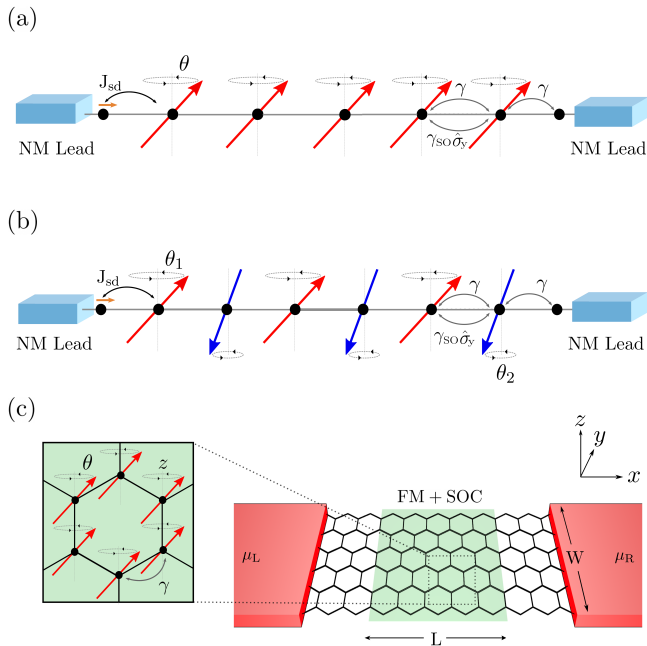 (a)
J_sd
θ
γ
γ
γ_SO σ̂_y
NM Lead
NM Lead
(b)
J_sd
θ_1
γ
γ
γ_SO σ̂_y
NM Lead
NM Lead
θ_2
(c)
θ
z
γ
z
y
x
FM + SOC
μ_L
μ_R
W
L